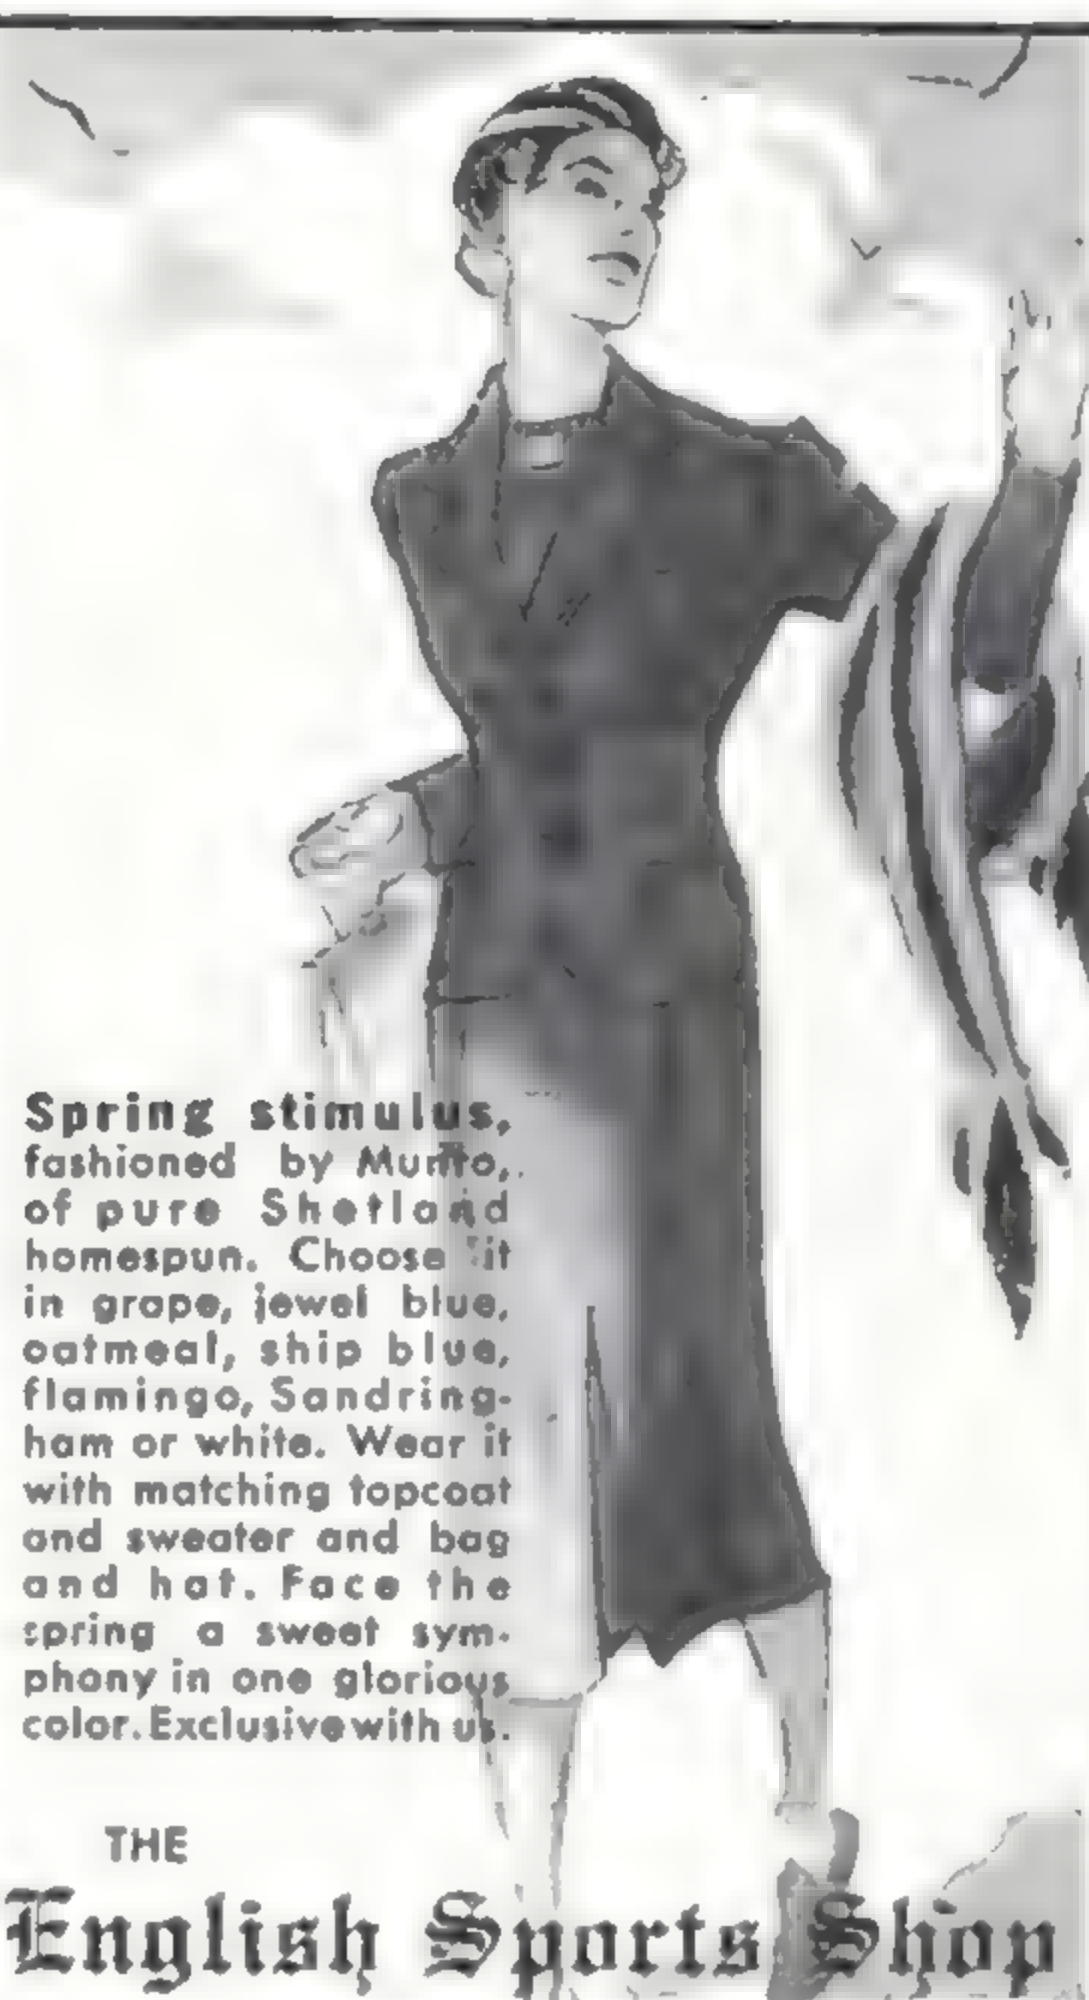 Spring stimulus,
fashioned by Munro,
of pure Shetland
homespun. Choose it
in grape, jewel blue,
oatmeal, ship blue,
flamingo, Sandring-
ham or white. Wear it
with matching topcoat
and sweater and bag
and hat. Face the
spring a sweet sym-
phony in one glorious
color. Exclusive with us.
THE
English Sports Shop